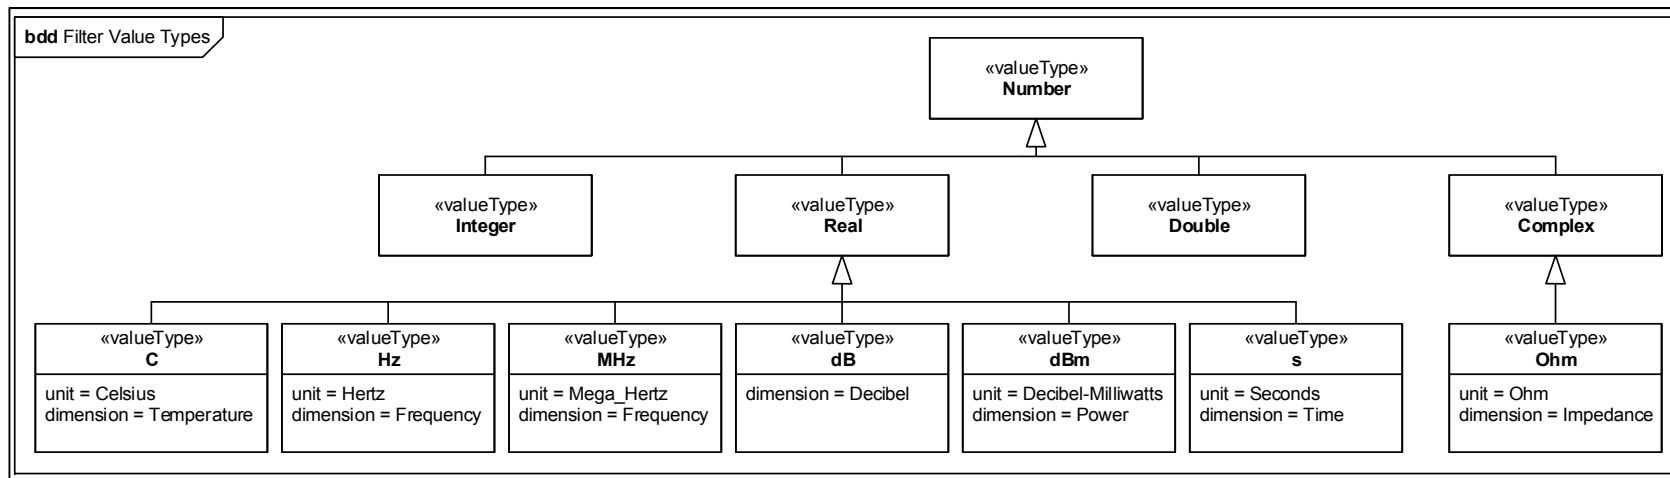 bdd Filter Value Types
«valueType»
Number
«valueType»
Integer
«valueType»
Real
«valueType»
Double
«valueType»
Complex
«valueType»
C
unit = Celsius
dimension = Temperature
«valueType»
Hz
unit = Hertz
dimension = Frequency
«valueType»
MHz
unit = Mega_Hertz
dimension = Frequency
«valueType»
dB
dimension = Decibel
«valueType»
dBm
unit = Decibel-Milliwatts
dimension = Power
«valueType»
s
unit = Seconds
dimension = Time
«valueType»
Ohm
unit = Ohm
dimension = Impedance